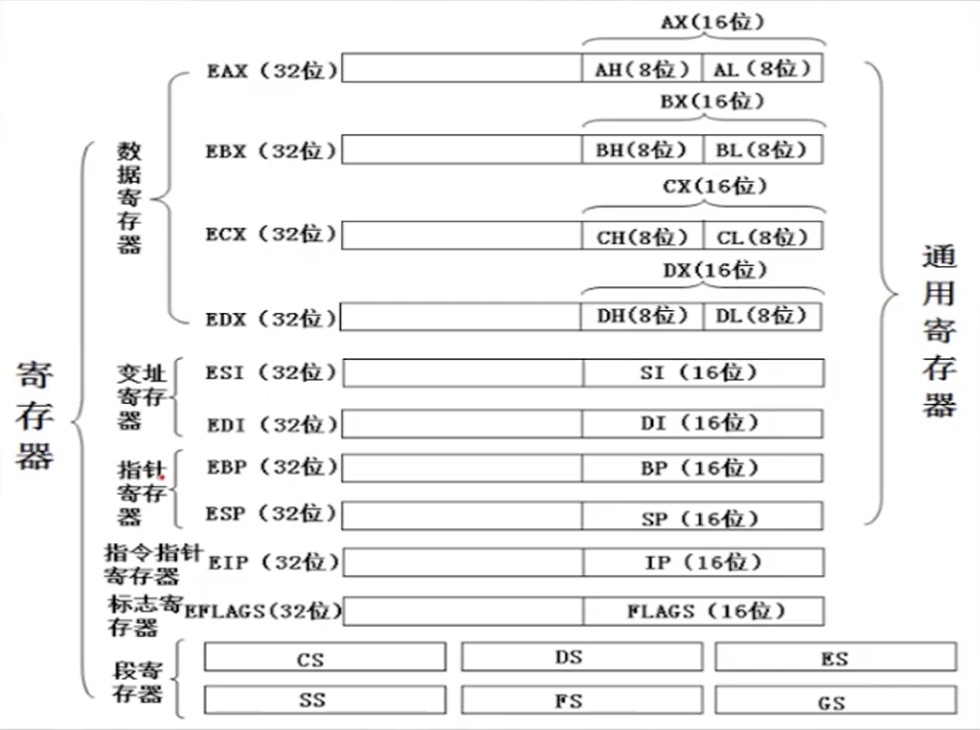 AX(16位)
EAX (32位) AH(8位) AL (8位)
BX(16位)
EBX (32位) BH(8位) BL(8位)
CX(16位)
ECX (32位) CH(8位) CL(8位)
DX(16位)
EDX (32位) DH(8位) DL(8位)
数据寄存器
ESI (32位) SI (16位)
EDI (32位) DI (16位)
变址寄存器
EBP (32位) BP (16位)
ESP (32位) SP (16位)
指针寄存器
指令指针寄存器 EIP (32位) IP (16位)
标志寄存器 EFLAGS(32位) FLAGS (16位)
段寄存器
CS DS ES
SS FS GS
寄存器
通用寄存器